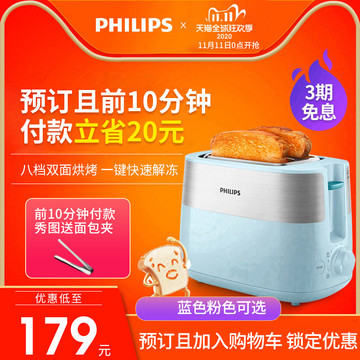 PHILIPS
×
11.11
天猫全球狂欢季
2020
11月11日0点开抢
预订且前10分钟
付款立省20元
3期
免息
八档双面烘烤 一键快速解冻
前10分钟付款
秀图送面包夹
PHILIPS
蓝色粉色可选
优惠低至
179元
预订且加入购物车 锁定优惠